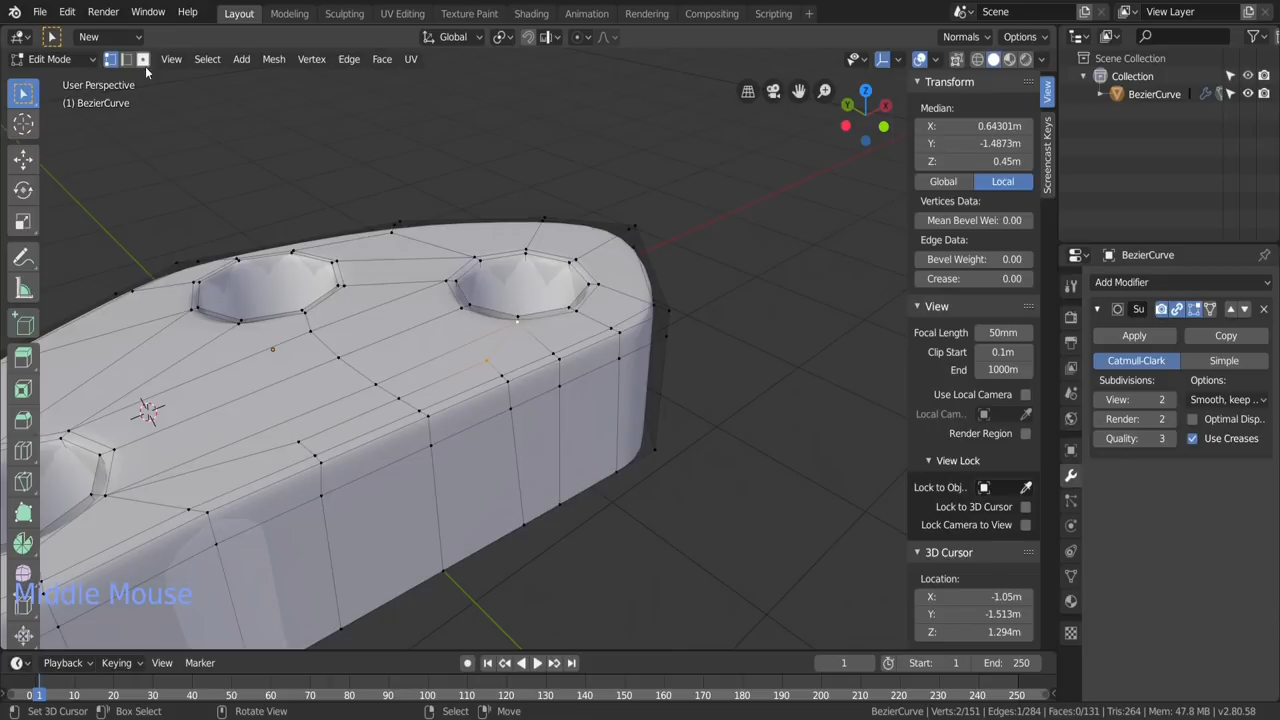 File Edit Render Window Help Layout Modeling Sculpting UV Editing Texture Paint Shading Animation Rendering Compositing Scripting + Scene View Layer
New Global Normals Options
Edit Mode View Select Add Mesh Vertex Edge Face UV
User Perspective
(1) BezierCurve
Z
Y
X
Transform
Median:
X: 0.64301m
Y: -1.4873m
Z: 0.45m
Global Local
Vertices Data:
Mean Bevel Wei: 0.00
Edge Data:
Bevel Weight: 0.00
Crease: 0.00
View
Focal Length 50mm
Clip Start 0.1m
End 1000m
Use Local Camera
Local Cam..
Render Region
View Lock
Lock to Obj..
Lock to 3D Cursor
Lock Camera to View
3D Cursor
Location:
X: -1.05m
Y: -1.513m
Z: 1.294m
View
Screencast Keys
Scene Collection
Collection
BezierCurve
BezierCurve
Add Modifier
Su
Apply Copy
Catmull-Clark Simple
Subdivisions: Options:
View: 2 Smooth, keep ..
Render: 2 Optimal Disp..
Quality: 3 Use Creases
Middle Mouse
Playback Keying View Marker 1 Start: 1 End: 250
0 1 10 20 30 40 50 60 70 80 90 100 110 120 130 140 150 160 170 180 190 200 210 220 230 240 250
Set 3D Cursor Box Select Rotate View Select Move BezierCurve | Verts:2/151 | Edges:1/284 | Faces:0/131 | Tris:264 | Mem: 47.8 MB | v2.80.58